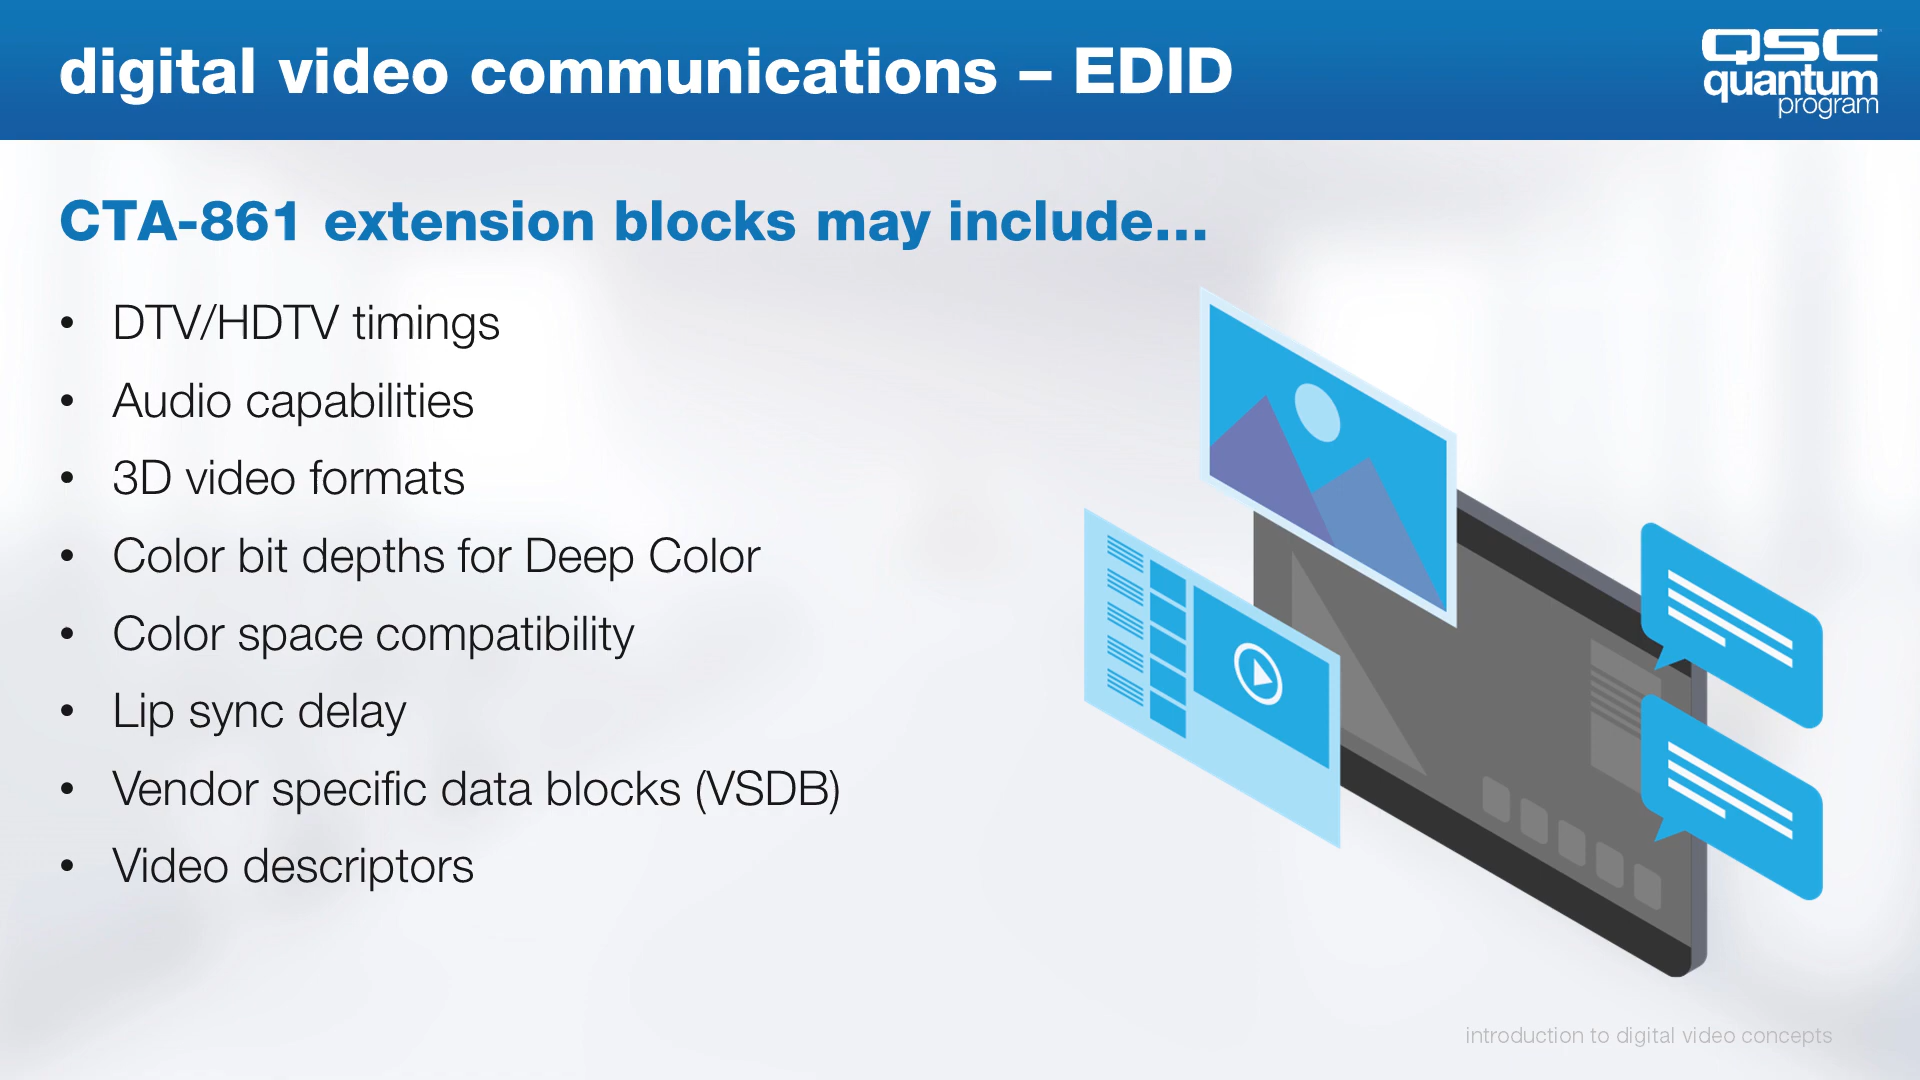 digital video communications – EDID
QSC
quantum
program
CTA-861 extension blocks may include...
• DTV/HDTV timings
• Audio capabilities
• 3D video formats
• Color bit depths for Deep Color
• Color space compatibility
• Lip sync delay
• Vendor specific data blocks (VSDB)
• Video descriptors
introduction to digital video concepts